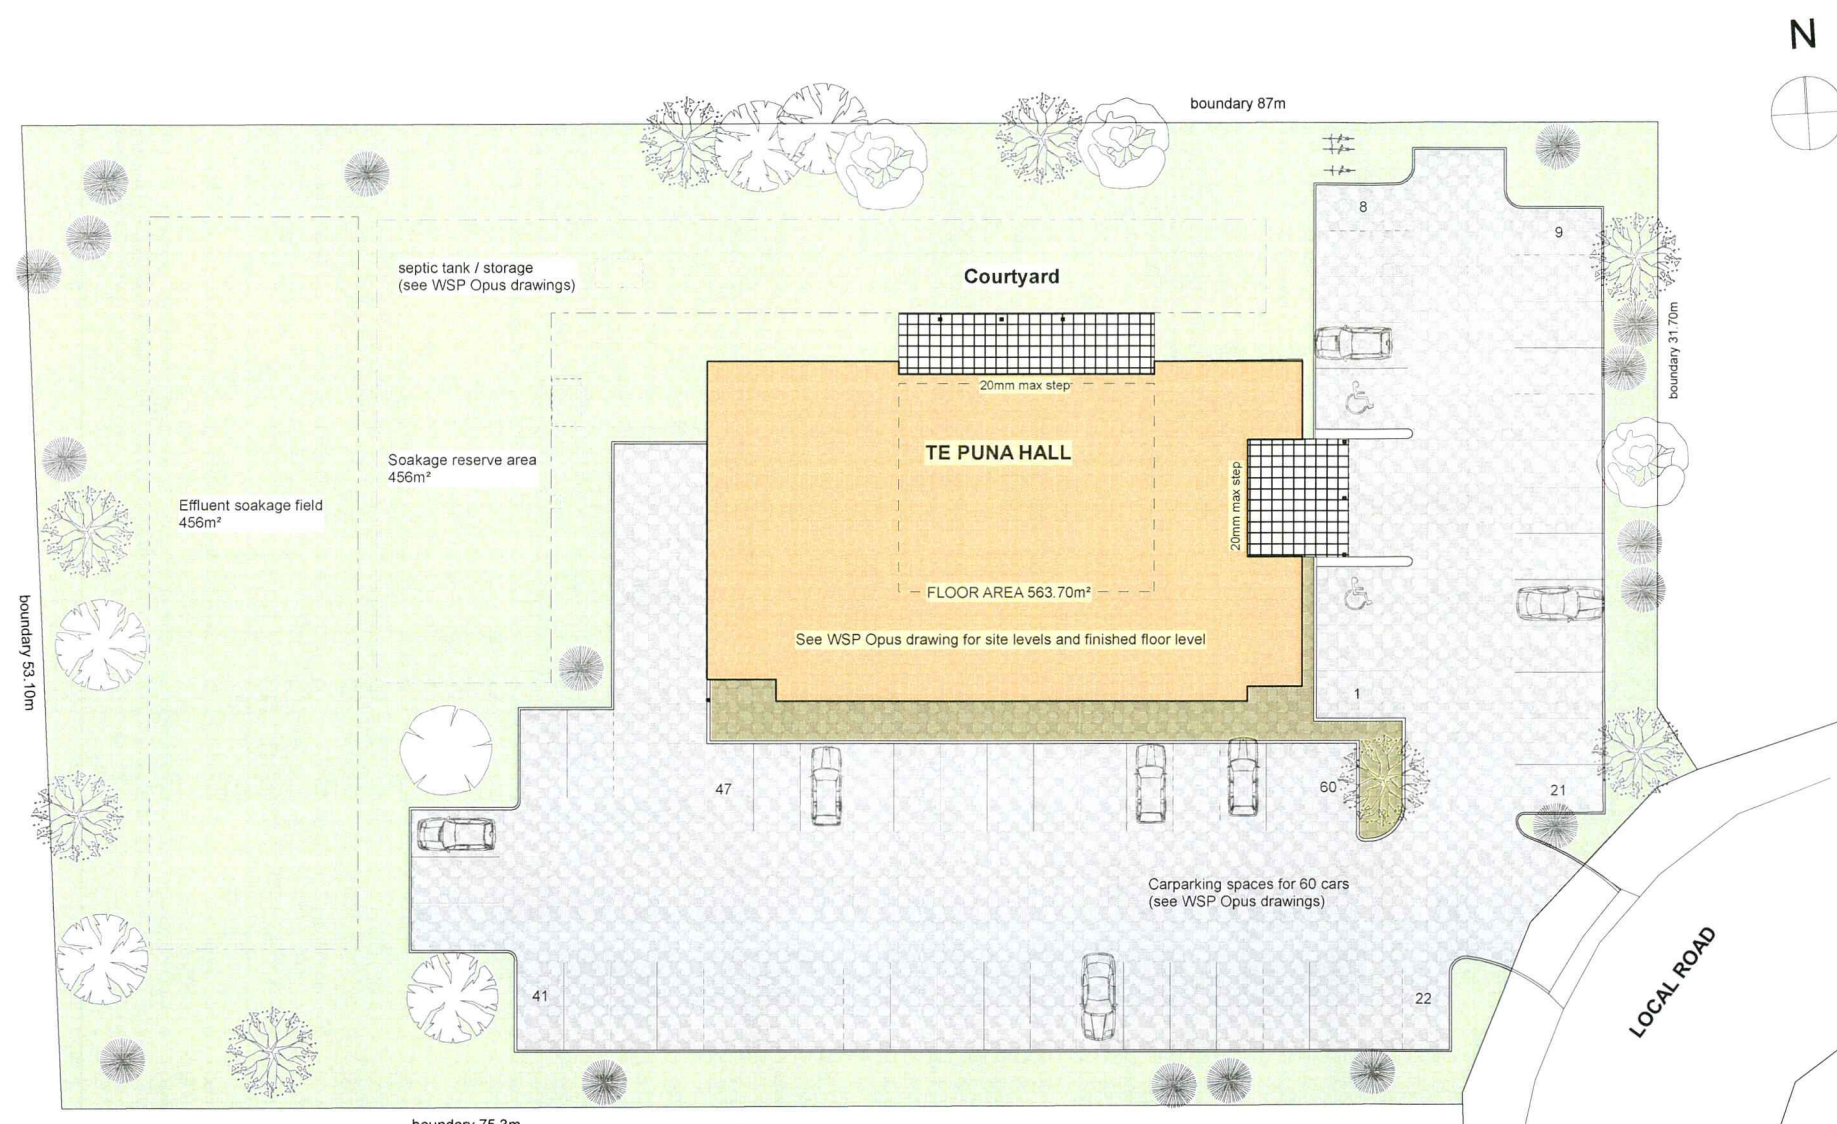 N
boundary 87m
8
9
septic tank / storage
(see WSP Opus drawings)
Courtyard
boundary 31.70m
20mm max step
TE PUNA HALL
Soakage reserve area
456m²
20mm max step
Effluent soakage field
456m²
FLOOR AREA 563.70m²
boundary 53.10m
See WSP Opus drawing for site levels and finished floor level
1
47
60
21
Carparking spaces for 60 cars
(see WSP Opus drawings)
LOCAL ROAD
41
22
boundary 75.3m